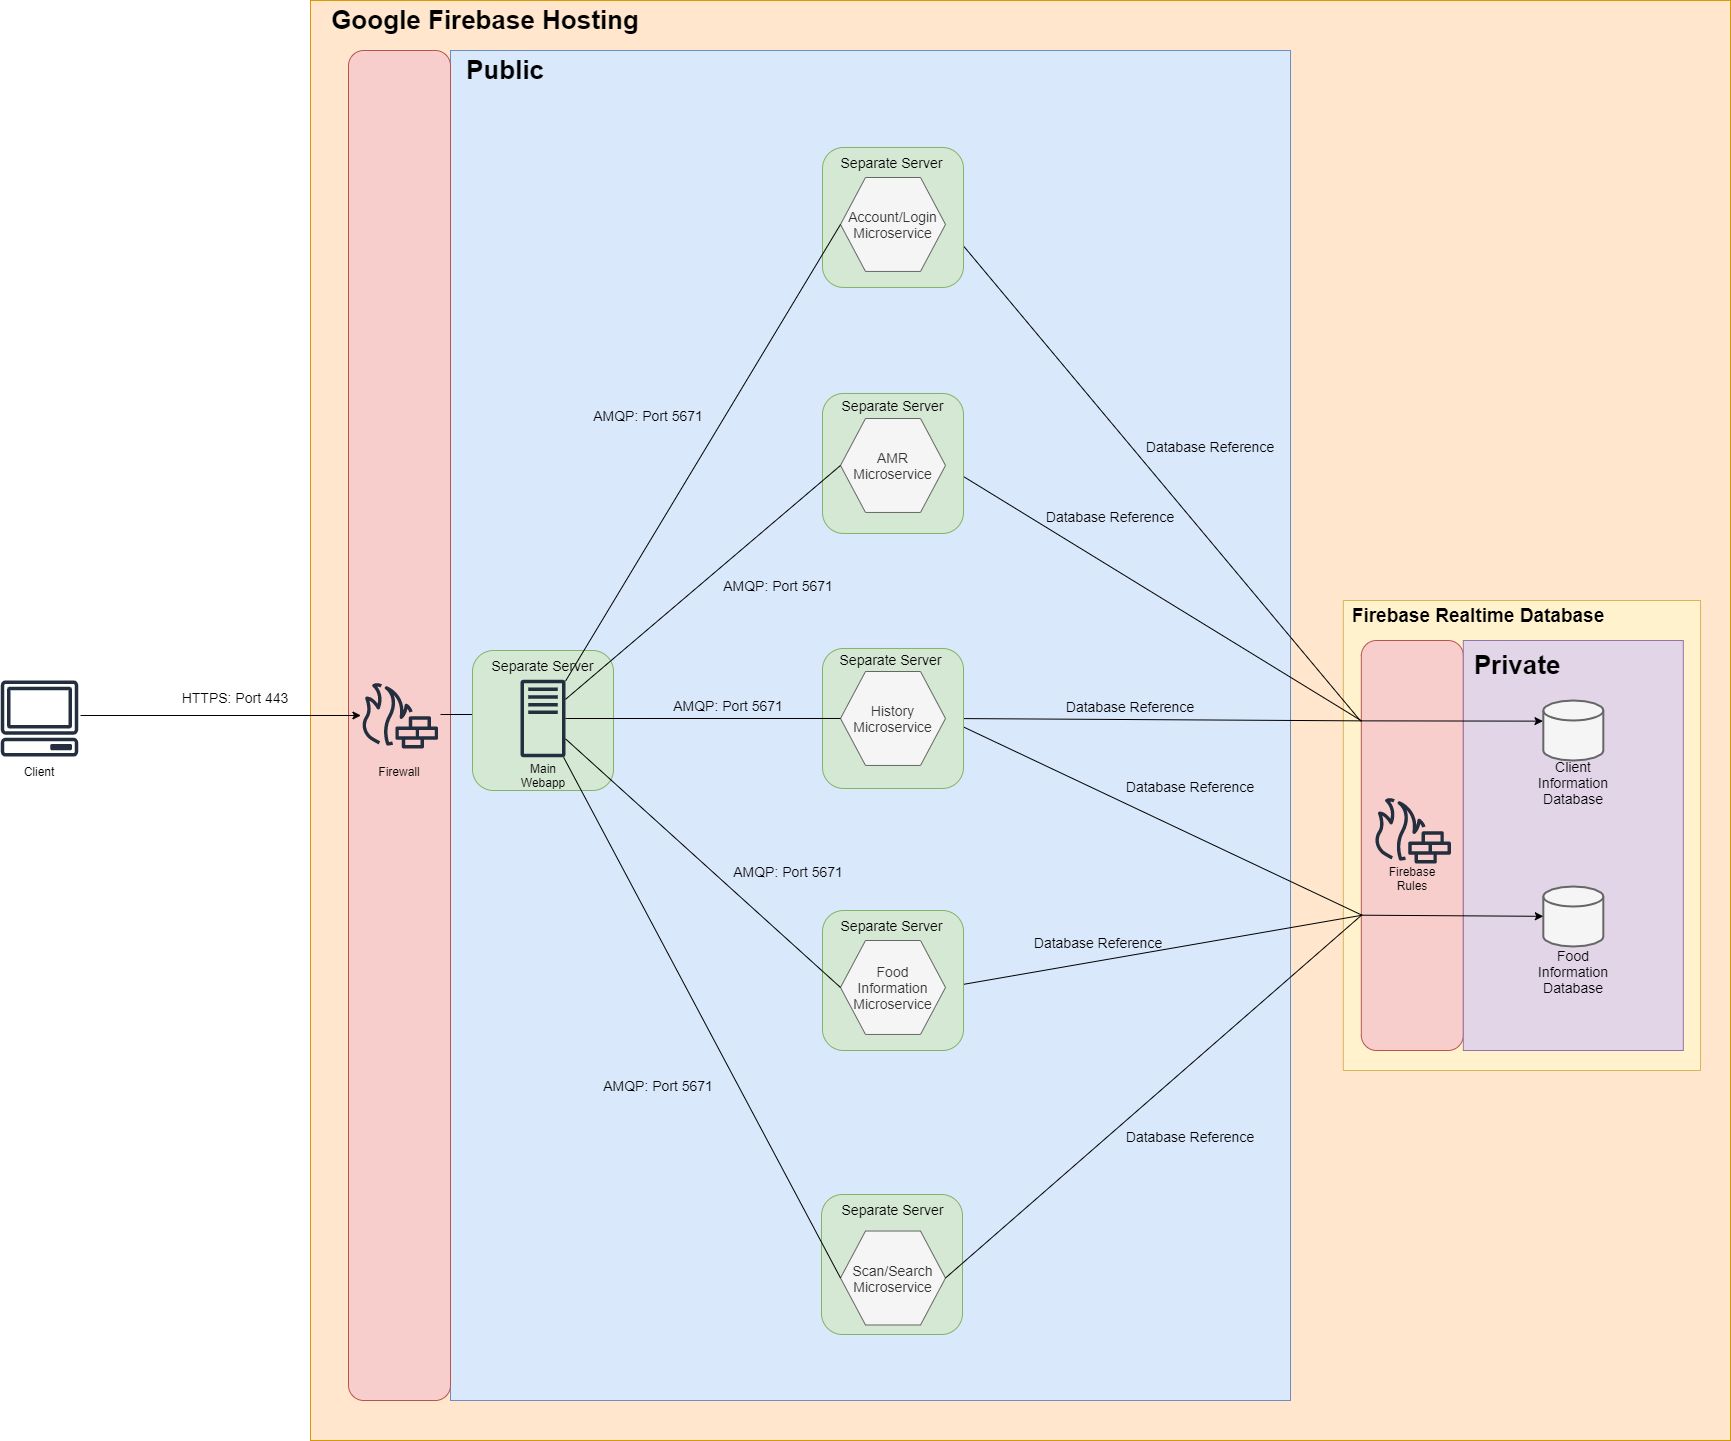 Google Firebase Hosting
Public
Separate Server
Account/Login
Microservice
AMQP: Port 5671
Separate Server
AMR
Microservice
Database Reference
Database Reference
AMQP: Port 5671
Firebase Realtime Database
Separate Server
Separate Server
Private
HTTPS: Port 443
AMQP: Port 5671
History
Microservice
Database Reference
Client
Firewall
Main
Webapp
Client
Information
Database
Database Reference
AMQP: Port 5671
Firebase
Rules
Separate Server
Food
Information
Microservice
Database Reference
Food
Information
Database
AMQP: Port 5671
Database Reference
Separate Server
Scan/Search
Microservice